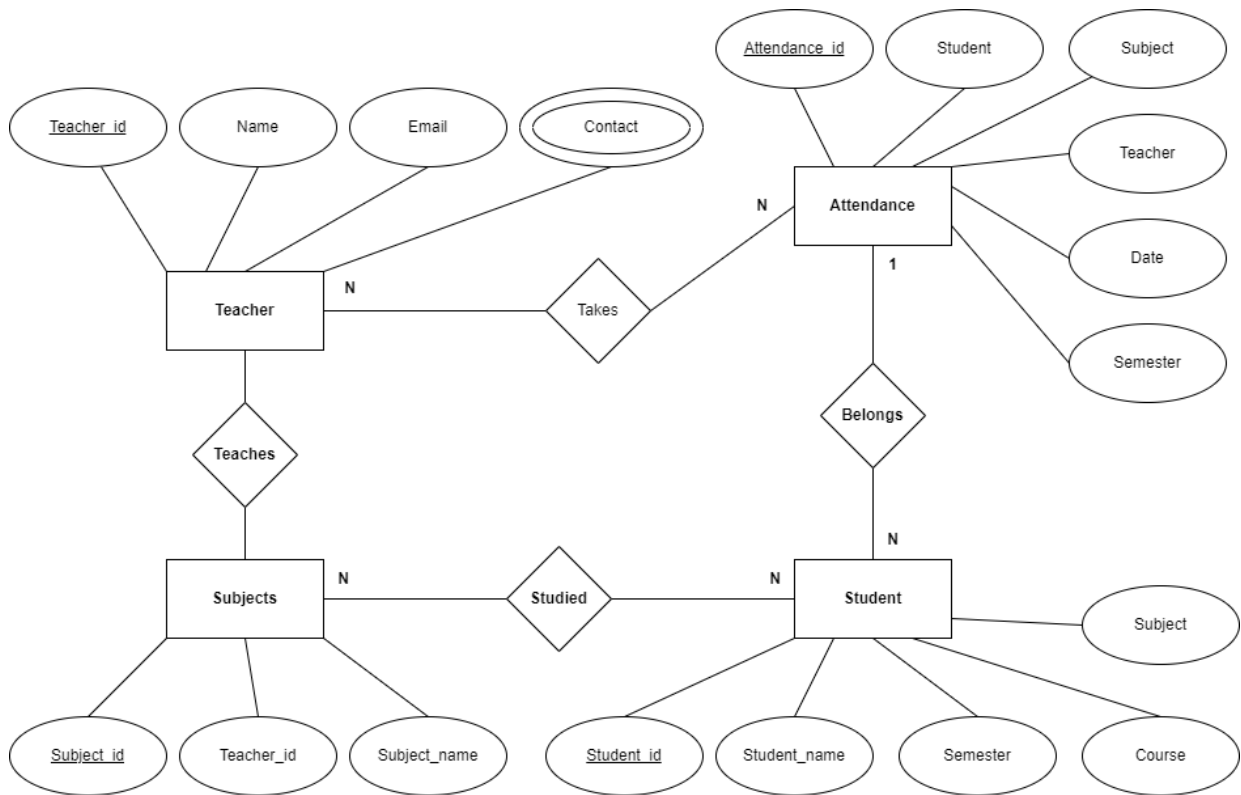 Attendance_id
Student
Subject
Teacher_id
Name
Email
Contact
Teacher
Attendance
N
Date
1
N
Teacher
Takes
Semester
Belongs
Teaches
N
N
N
Subjects
Studied
Student
Subject
Subject_id
Teacher_id
Subject_name
Student_id
Student_name
Semester
Course